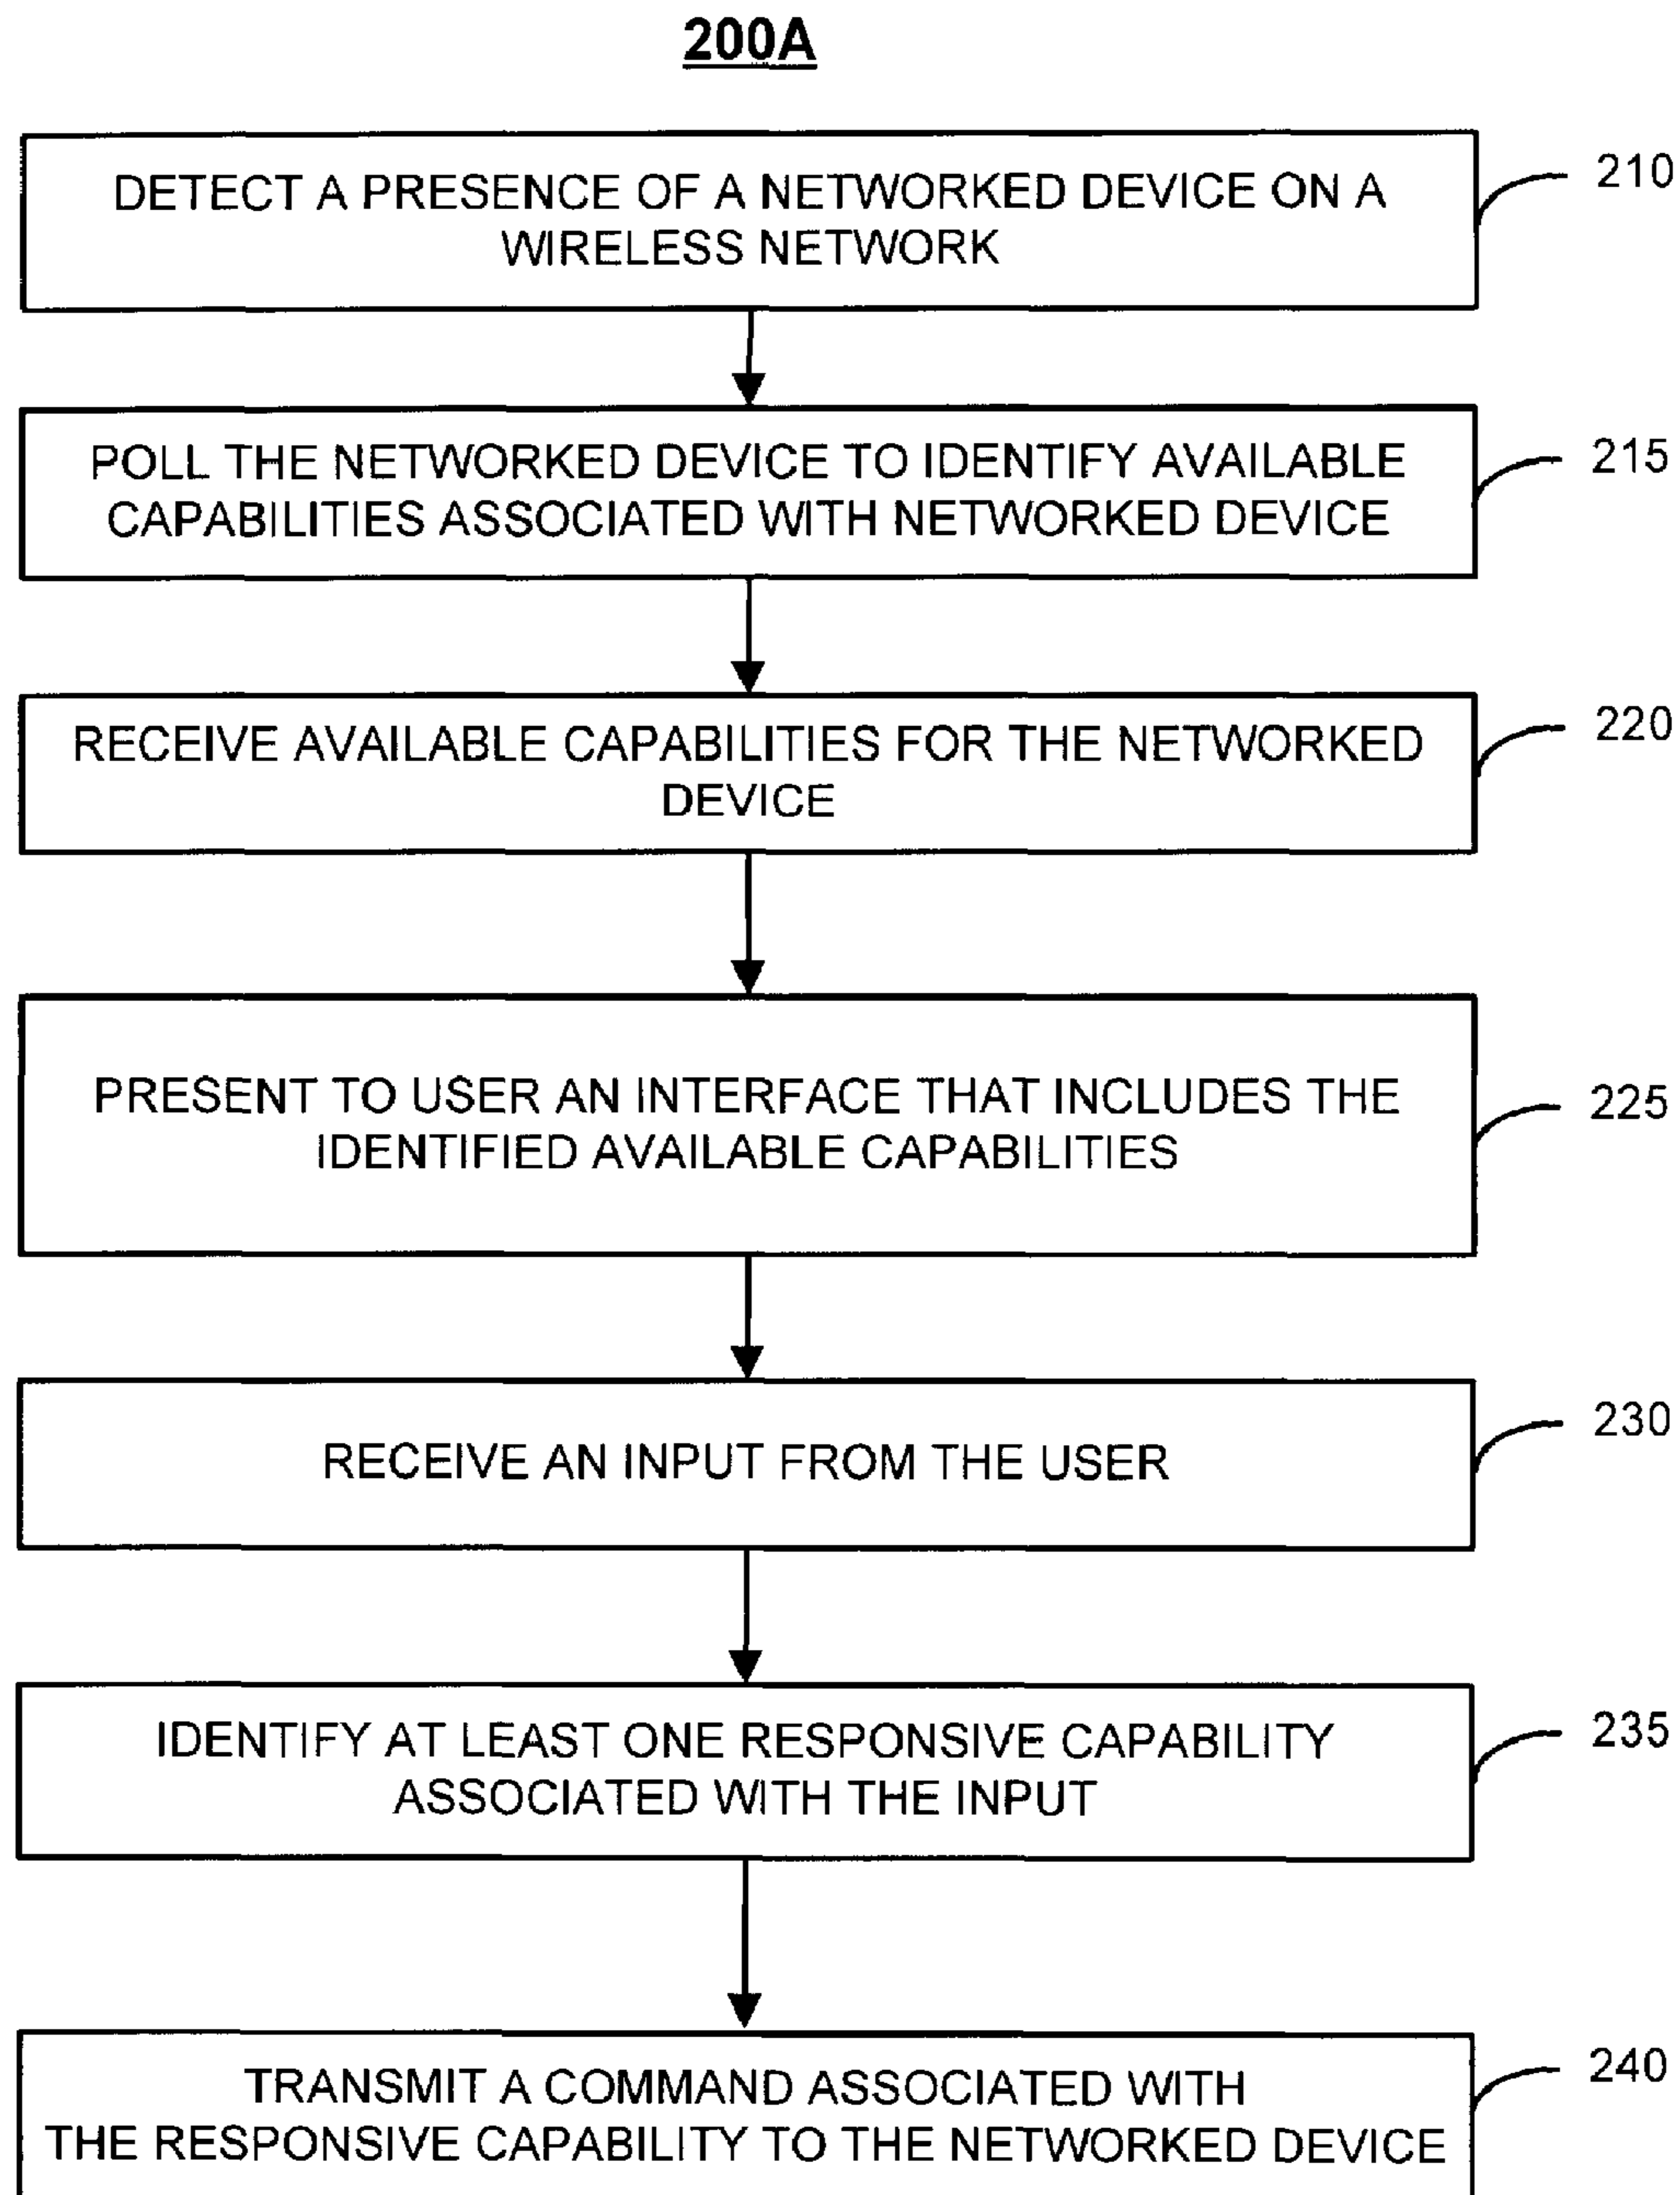 200A
DETECT A PRESENCE OF A NETWORKED DEVICE ON A
WIRELESS NETWORK
210
POLL THE NETWORKED DEVICE TO IDENTIFY AVAILABLE
CAPABILITIES ASSOCIATED WITH NETWORKED DEVICE
215
RECEIVE AVAILABLE CAPABILITIES FOR THE NETWORKED
DEVICE
220
PRESENT TO USER AN INTERFACE THAT INCLUDES THE
IDENTIFIED AVAILABLE CAPABILITIES
225
RECEIVE AN INPUT FROM THE USER
230
IDENTIFY AT LEAST ONE RESPONSIVE CAPABILITY
ASSOCIATED WITH THE INPUT
235
TRANSMIT A COMMAND ASSOCIATED WITH
THE RESPONSIVE CAPABILITY TO THE NETWORKED DEVICE
240